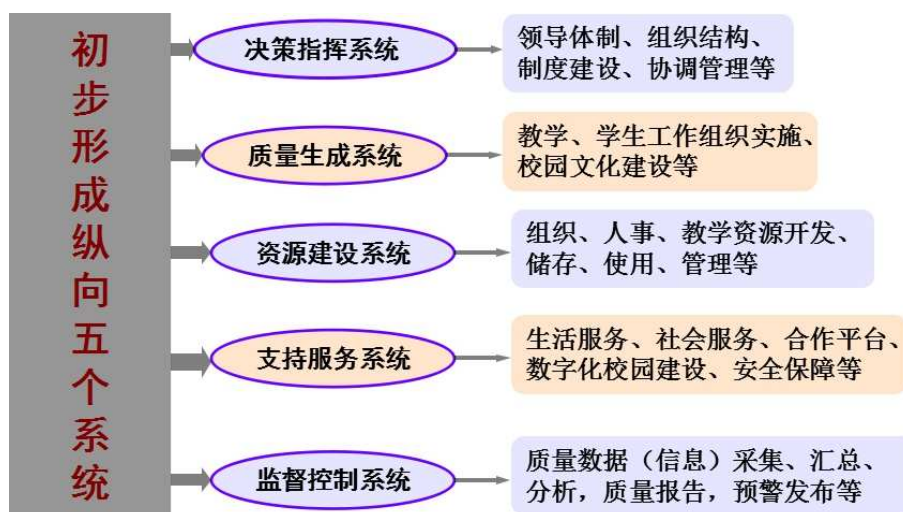 初步形成纵向五个系统
决策指挥系统
领导体制、组织结构、
制度建设、协调管理等
质量生成系统
教学、学生工作组织实施、
校园文化建设等
资源建设系统
组织、人事、教学资源开发、
储存、使用、管理等
支持服务系统
生活服务、社会服务、合作平台、
数字化校园建设、安全保障等
监督控制系统
质量数据（信息）采集、汇总、
分析，质量报告，预警发布等